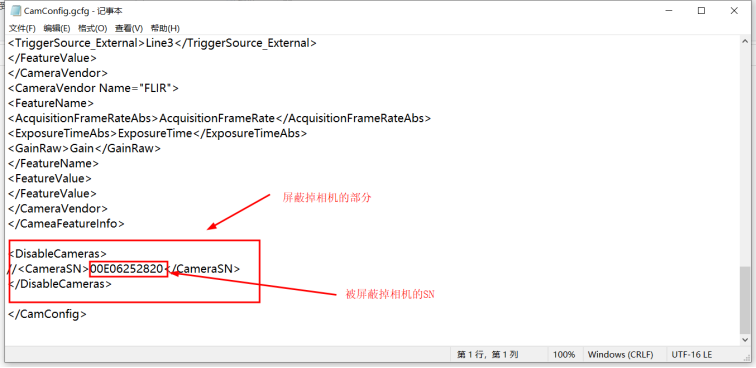 CamConfig.gcfg - 记事本
文件(F) 编辑(E) 格式(O) 查看(V) 帮助(H)
<TriggerSource_External>Line3</TriggerSource_External>
</FeatureValue>
</CameraVendor>
<CameraVendor Name="FLIR">
<FeatureName>
<AcquisitionFrameRateAbs>AcquisitionFrameRate</AcquisitionFrameRateAbs>
<ExposureTimeAbs>ExposureTime</ExposureTimeAbs>
<GainRaw>Gain</GainRaw>
</FeatureName>
<FeatureValue>
</FeatureValue>
</CameraVendor>
</CameaFeatureInfo>
屏蔽掉相机的部分
<DisableCameras>
//<CameraSN>00E06252820</CameraSN>
</DisableCameras>
被屏蔽掉相机的SN
</CamConfig>
第 1 行，第 1 列 100% Windows (CRLF) UTF-16 LE